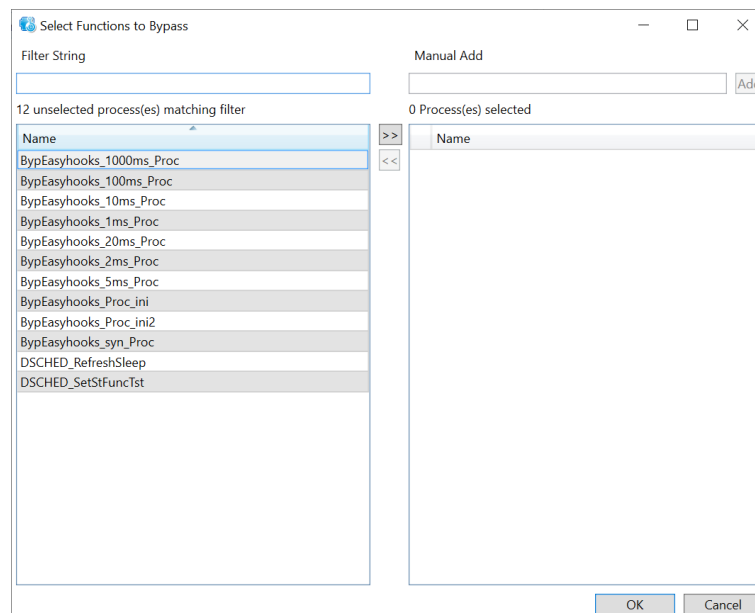 Select Functions to Bypass
Filter String
Manual Add
12 unselected process(es) matching filter
0 Process(es) selected
Name
>>
Name
<<
BypEasyhooks_1000ms_Proc
BypEasyhooks_100ms_Proc
BypEasyhooks_10ms_Proc
BypEasyhooks_1ms_Proc
BypEasyhooks_20ms_Proc
BypEasyhooks_2ms_Proc
BypEasyhooks_5ms_Proc
BypEasyhooks_Proc_ini
BypEasyhooks_Proc_ini2
BypEasyhooks_syn_Proc
DSCHED_RefreshSleep
DSCHED_SetStFuncTst
OK
Cancel